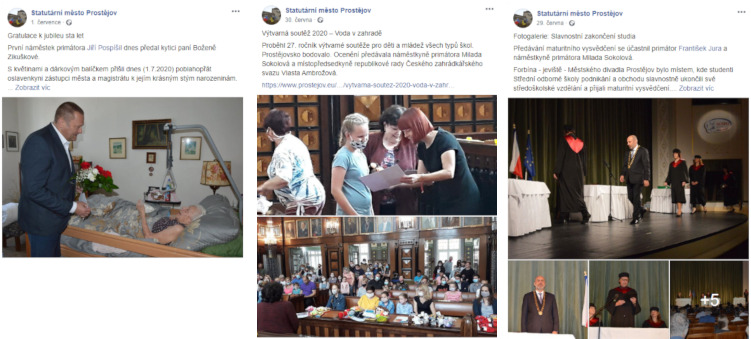 Statutární město Prostějov
1. července
Gratulace k jubileu sta let
První náměstek primátora Jiří Pospíšil dnes předal kytici paní Boženě
Zikuškové.
S květinami a dárkovým balíčkem přišli dnes (1.7.2020) poblahopřát
oslavenkyni zástupci města a magistrátu k jejím krásným stým narozeninám.
... Zobrazit víc
Statutární město Prostějov
30. června
Výtvarná soutěž 2020 – Voda v zahradě
Proběhl 27. ročník výtvarné soutěže pro děti a mládež všech typů škol.
Prostějovsko bodovalo. Ocenění předávala náměstkyně primátora Milada
Sokolová a místopředsedkyně republikové rady Českého zahrádkářského
svazu Vlasta Ambrožová.
https://www.prostejov.eu/.../vytvarna-soutez-2020-voda-v-zahr...
Statutární město Prostějov
29. června
Fotogalerie: Slavnostní zakončení studia
Předávání maturitního vysvědčení se účastnil primátor František Jura a
náměstkyně primátora Milada Sokolová.
Forbína - jeviště - Městského divadla Prostějov bylo místem, kde studenti
Střední odborné školy podnikání a obchodu slavnostně ukončili své
středoškolské vzdělání a přijali maturitní vysvědčení.... Zobrazit víc
+5